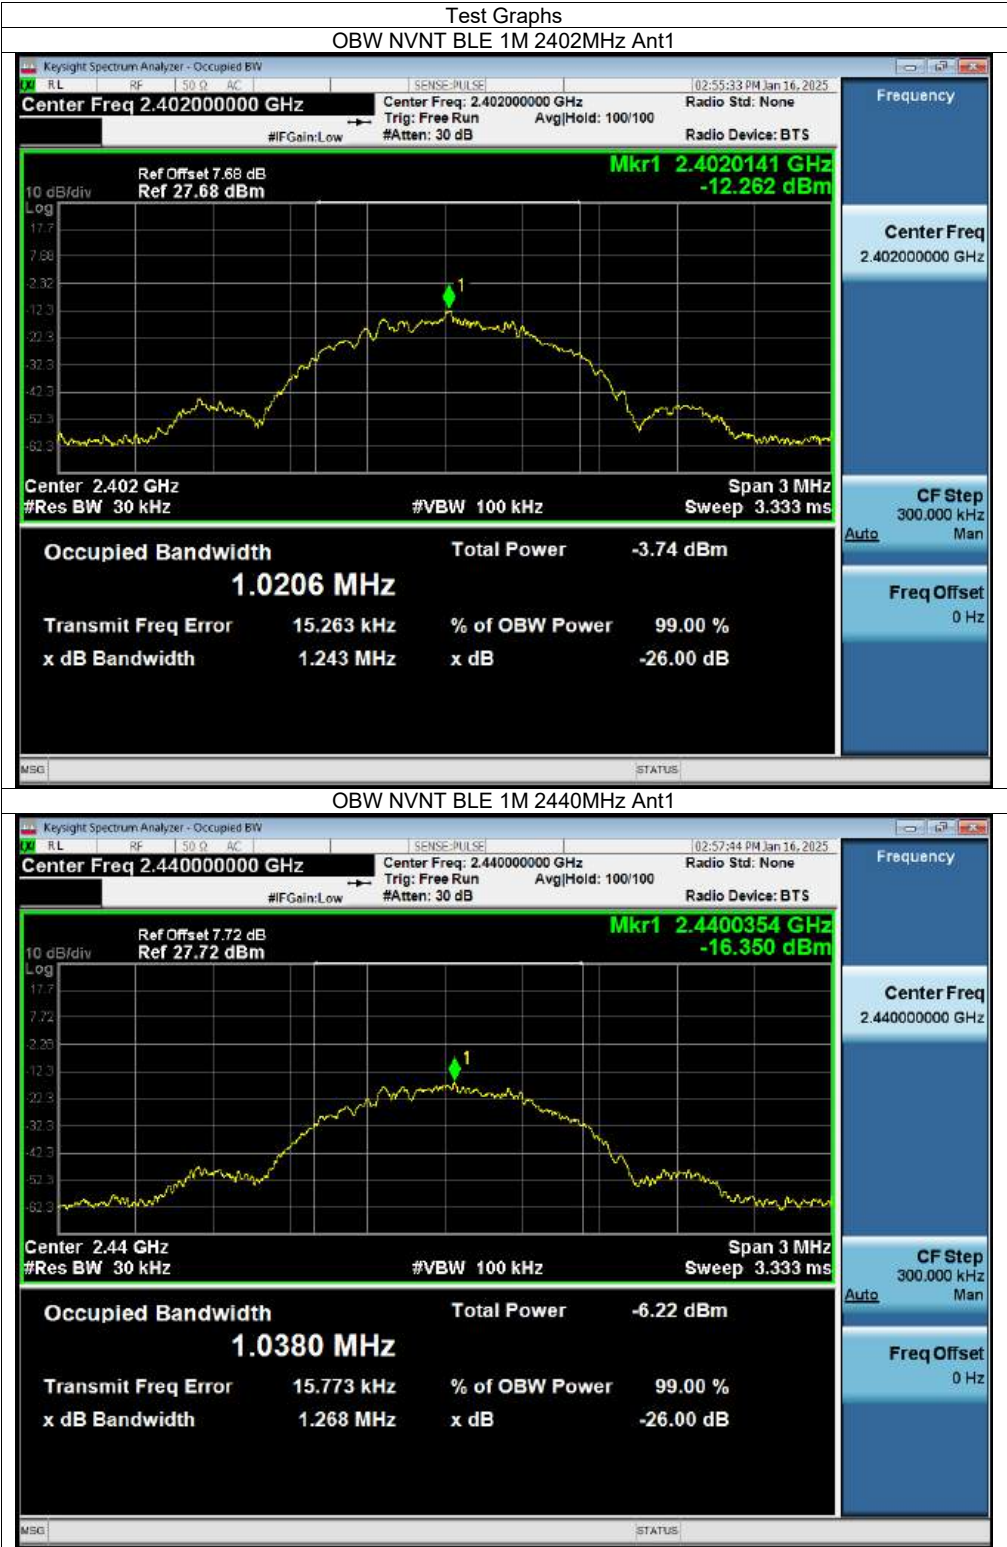 Test Graphs
OBW NVNT BLE 1M 2402MHz Ant1
Keysight Spectrum Analyzer - Occupied BW
RL RF 50 Ω AC SENSE:PULSE 02:55:33 PM Jan 16, 2025
Center Freq 2.402000000 GHz Center Freq: 2.402000000 GHz Radio Std: None Frequency
Trig: Free Run Avg|Hold: 100/100
#IFGain:Low #Atten: 30 dB Radio Device: BTS
Mkr1 2.4020141 GHz
Ref Offset 7.68 dB
10 dB/div Ref 27.68 dBm -12.262 dBm
Log
17.7
7.68
-2.32
-12.3
-22.3
-32.3
-42.3
-52.3
-62.3
1
Center Freq
2.402000000 GHz
Center 2.402 GHz Span 3 MHz
#Res BW 30 kHz #VBW 100 kHz Sweep 3.333 ms
CF Step
300.000 kHz
Auto Man
Occupied Bandwidth Total Power -3.74 dBm
1.0206 MHz
Freq Offset
0 Hz
Transmit Freq Error 15.263 kHz % of OBW Power 99.00 %
x dB Bandwidth 1.243 MHz x dB -26.00 dB
MSG STATUS
OBW NVNT BLE 1M 2440MHz Ant1
Keysight Spectrum Analyzer - Occupied BW
RL RF 50 Ω AC SENSE:PULSE 02:57:44 PM Jan 16, 2025
Center Freq 2.440000000 GHz Center Freq: 2.440000000 GHz Radio Std: None Frequency
Trig: Free Run Avg|Hold: 100/100
#IFGain:Low #Atten: 30 dB Radio Device: BTS
Mkr1 2.4400354 GHz
Ref Offset 7.72 dB
10 dB/div Ref 27.72 dBm -16.350 dBm
Log
17.7
7.72
-2.28
-12.3
-22.3
-32.3
-42.3
-52.3
-62.3
1
Center Freq
2.440000000 GHz
Center 2.44 GHz Span 3 MHz
#Res BW 30 kHz #VBW 100 kHz Sweep 3.333 ms
CF Step
300.000 kHz
Auto Man
Occupied Bandwidth Total Power -6.22 dBm
1.0380 MHz
Freq Offset
0 Hz
Transmit Freq Error 15.773 kHz % of OBW Power 99.00 %
x dB Bandwidth 1.268 MHz x dB -26.00 dB
MSG STATUS